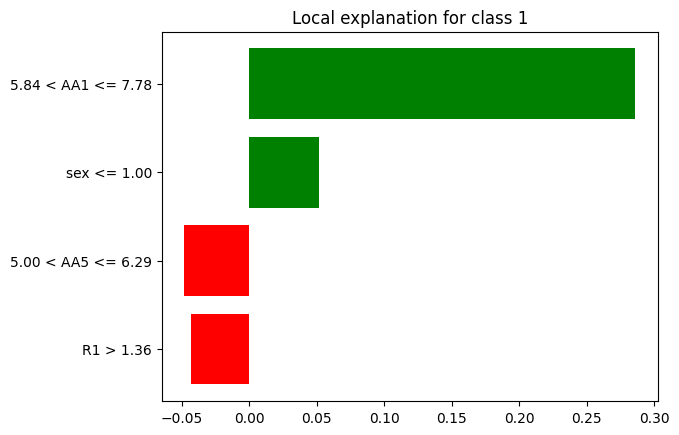 Local explanation for class 1
5.84 < AA1 <= 7.78
sex <= 1.00
5.00 < AA5 <= 6.29
R1 > 1.36
−0.05 0.00 0.05 0.10 0.15 0.20 0.25 0.30